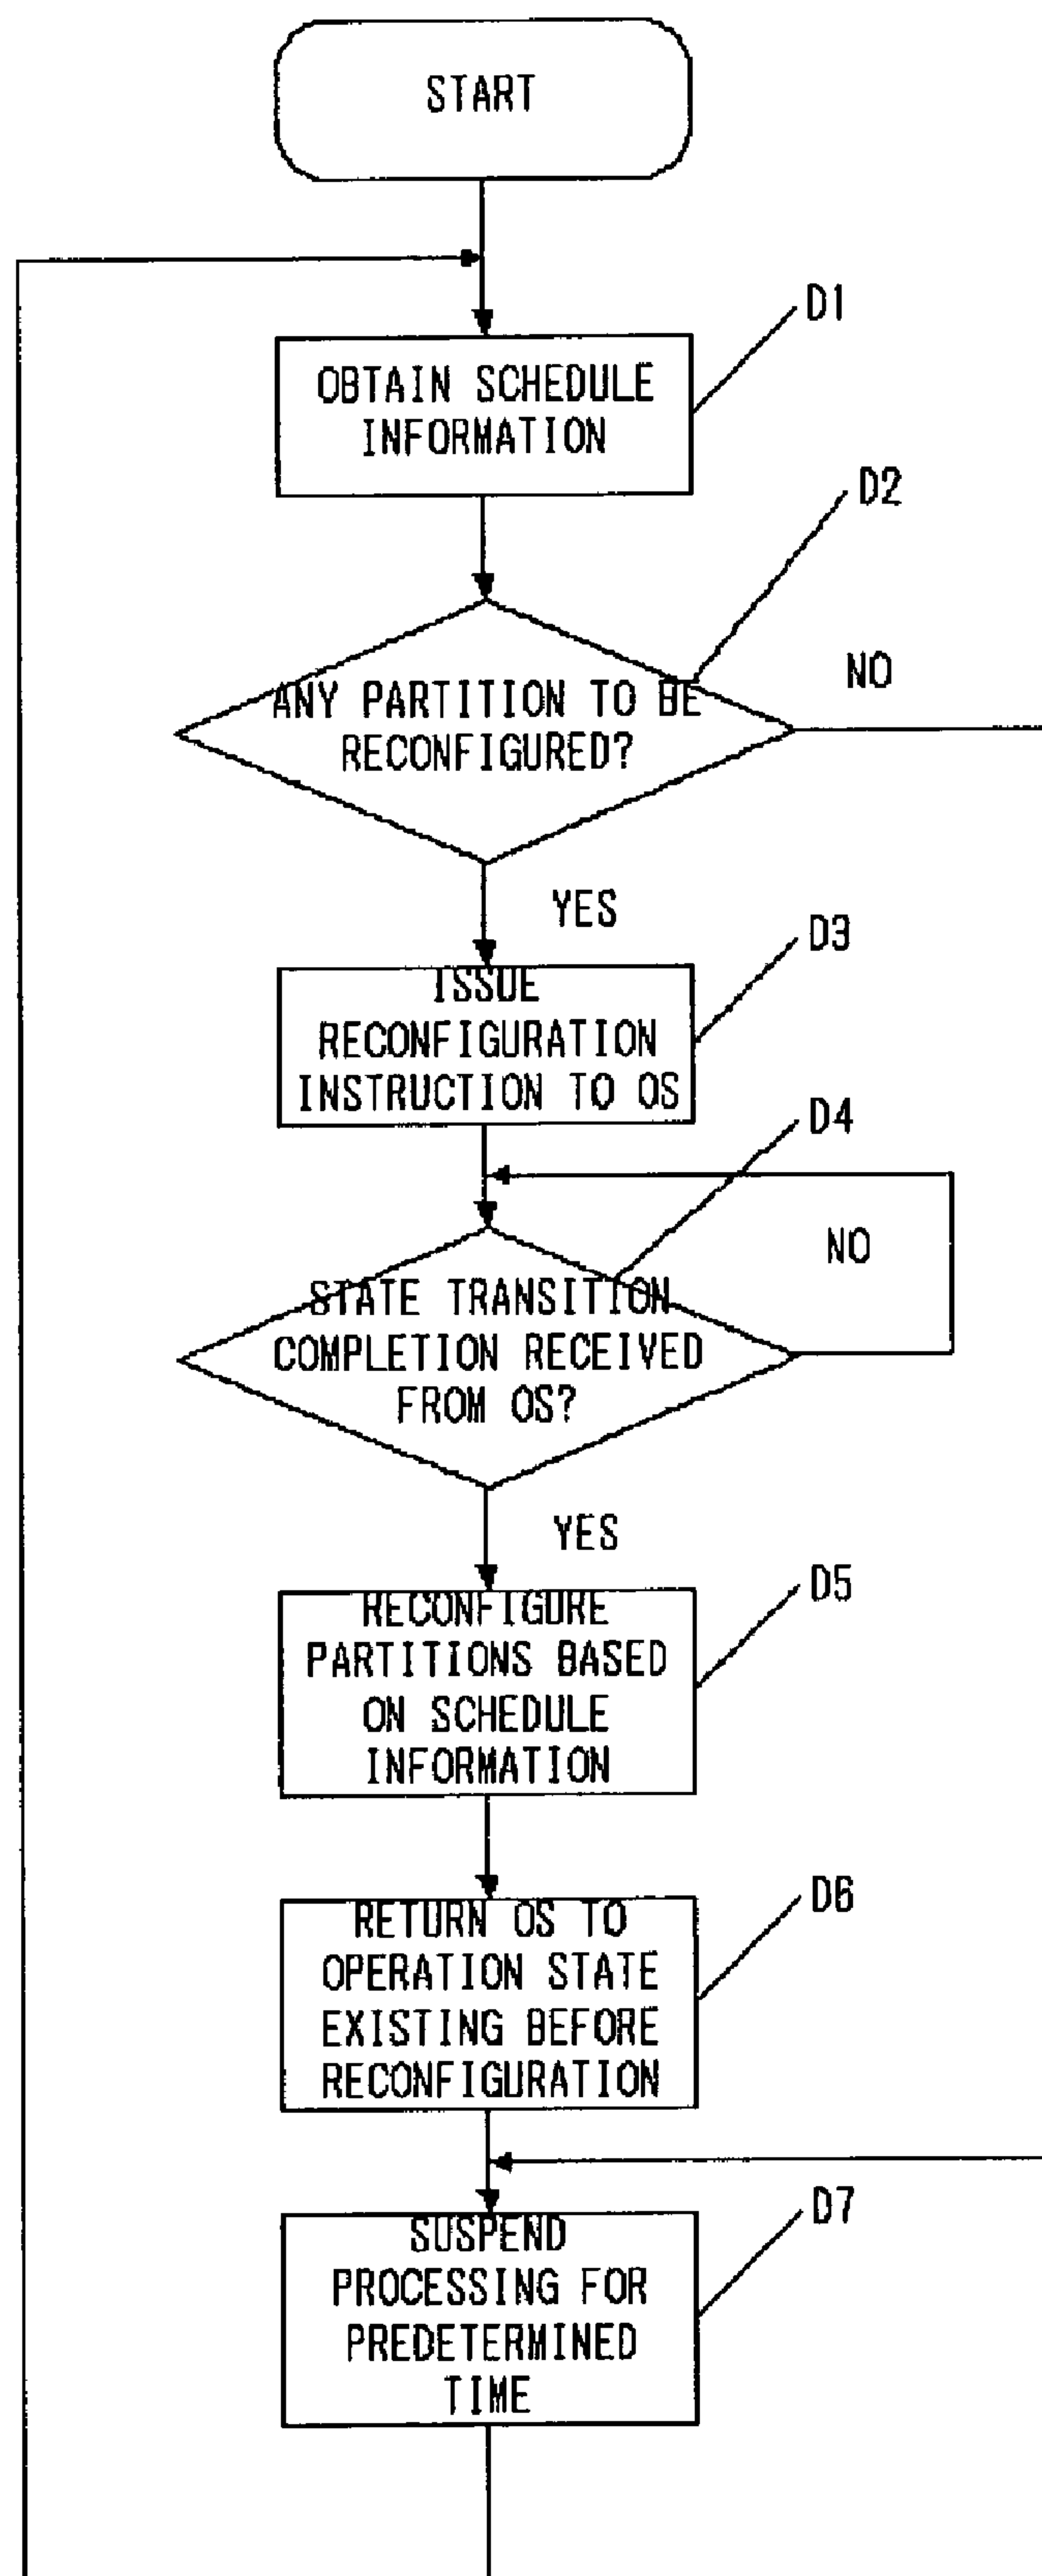 START
D1
OBTAIN SCHEDULE
INFORMATION
D2
ANY PARTITION TO BE
RECONFIGURED?
NO
YES
D3
ISSUE
RECONFIGURATION
INSTRUCTION TO OS
D4
NO
STATE TRANSITION
COMPLETION RECEIVED
FROM OS?
YES
D5
RECONFIGURE
PARTITIONS BASED
ON SCHEDULE
INFORMATION
D6
RETURN OS TO
OPERATION STATE
EXISTING BEFORE
RECONFIGURATION
D7
SUSPEND
PROCESSING FOR
PREDETERMINED
TIME